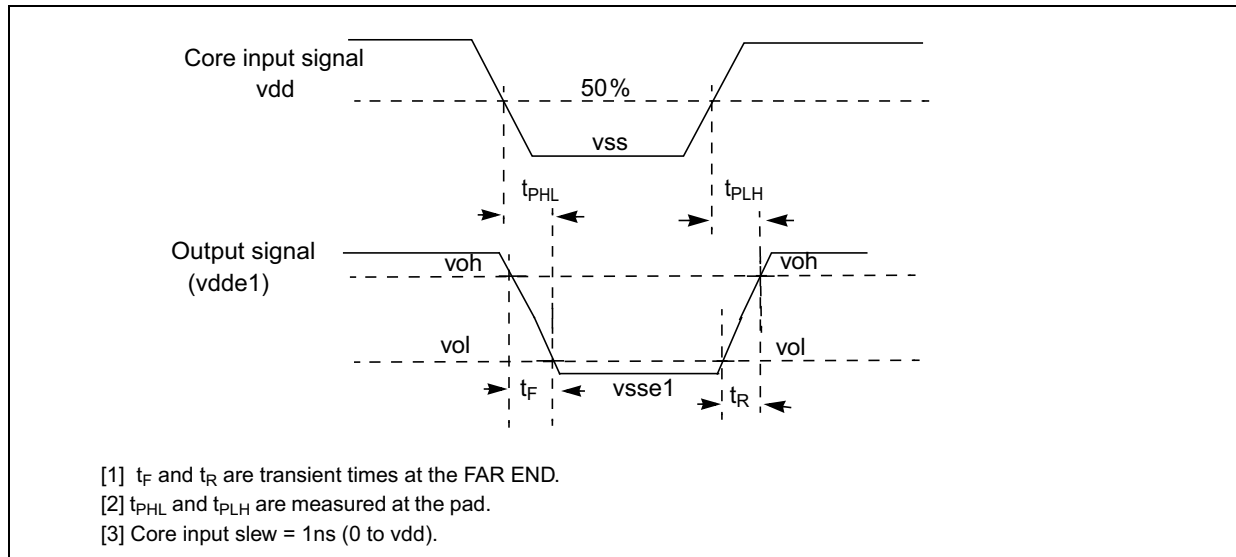 Core input signal
vdd
50%
vss
tPHL
tPLH
Output signal
(vdde1)
voh
voh
vol
vol
tF
vsse1
tR
[1] tF and tR are transient times at the FAR END.
[2] tPHL and tPLH are measured at the pad.
[3] Core input slew = 1ns (0 to vdd).